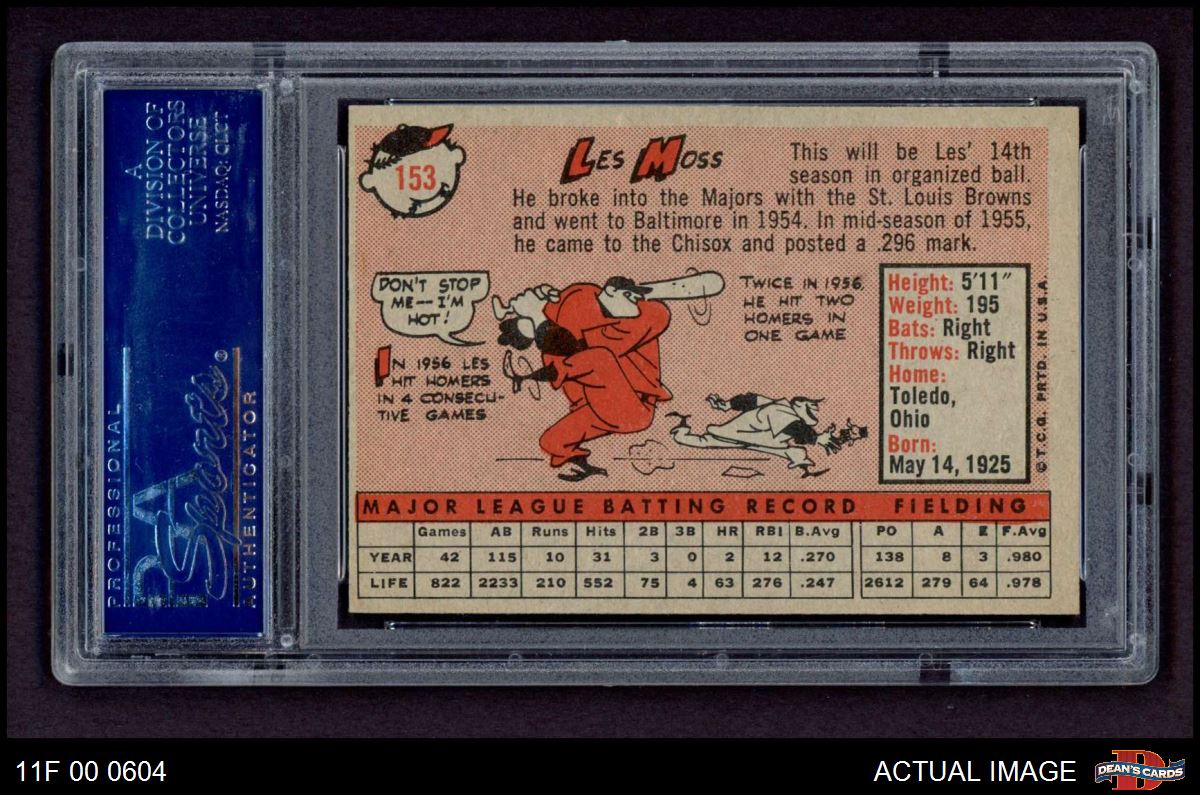 A
DIVISION OF
COLLECTORS
UNIVERSE
NASDAQ: CLCT
PROFESSIONAL
PSA
Sports®
AUTHENTICATOR
153
LES MOSS
This will be Les' 14th
season in organized ball.
He broke into the Majors with the St. Louis Browns
and went to Baltimore in 1954. In mid-season of 1955,
he came to the Chisox and posted a .296 mark.
DON'T STOP
ME--I'M
HOT!
IN 1956 LES
HIT HOMERS
IN 4 CONSECU-
TIVE GAMES
TWICE IN 1956,
HE HIT TWO
HOMERS IN
ONE GAME
Height: 5'11"
Weight: 195
Bats: Right
Throws: Right
Home:
Toledo,
Ohio
Born:
May 14, 1925
©T.C.G. PRTD. IN U.S.A.
MAJOR LEAGUE BATTING RECORD FIELDING
Games AB Runs Hits 2B 3B HR RBI B.Avg PO A E F.Avg
YEAR 42 115 10 31 3 0 2 12 .270 138 8 3 .980
LIFE 822 2233 210 552 75 4 63 276 .247 2612 279 64 .978
11F 00 0604
ACTUAL IMAGE
D
DEAN'S CARDS